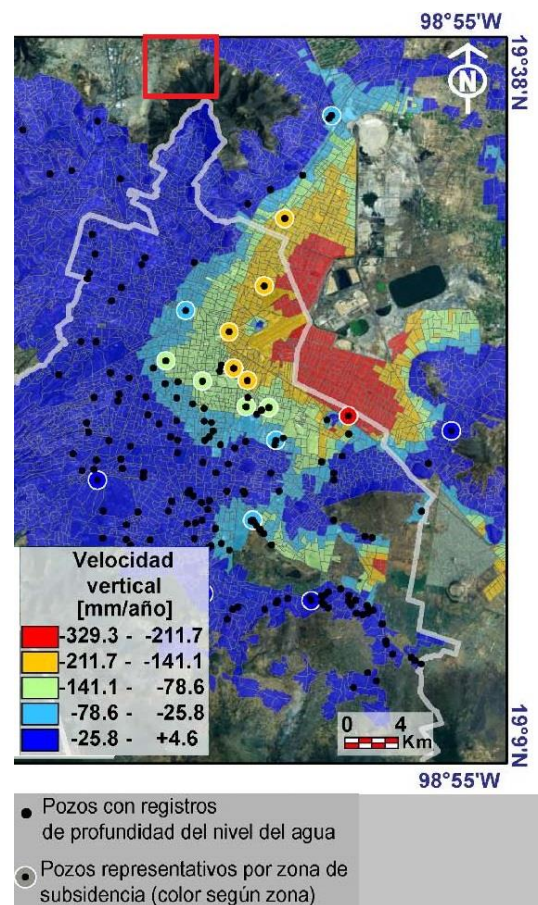 98°55'W
19°38'N
N
Velocidad
vertical
[mm/año]
-329.3 - -211.7
-211.7 - -141.1
-141.1 - -78.6
-78.6 - -25.8
-25.8 - +4.6
0 4
Km
19°9'N
98°55'W
Pozos con registros
de profundidad del nivel del agua
Pozos representativos por zona de
subsidencia (color según zona)